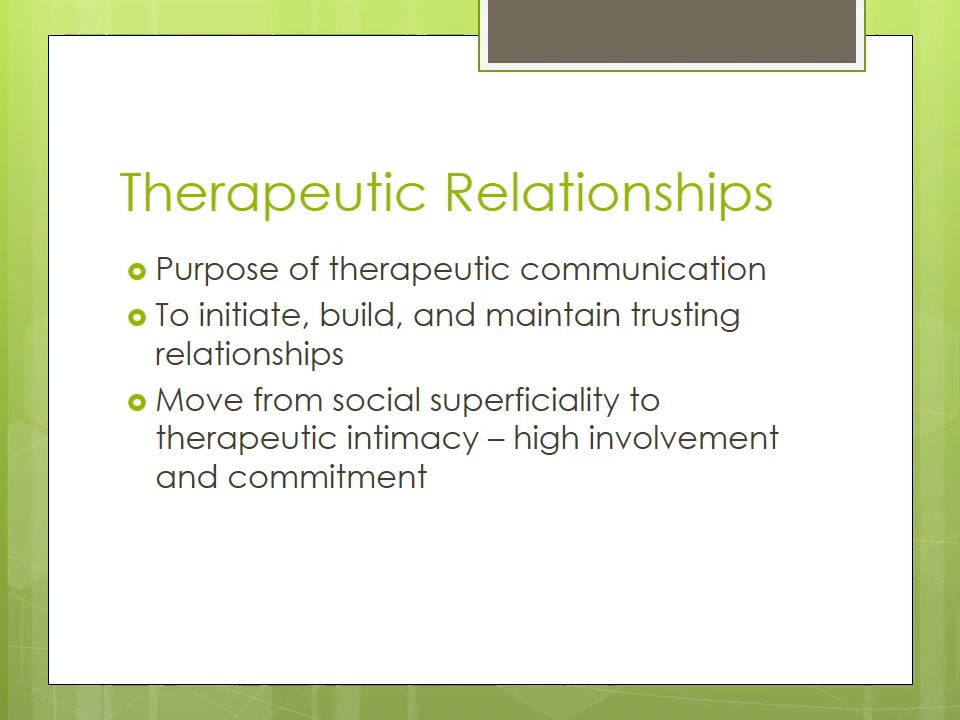 Therapeutic Relationships
Purpose of therapeutic communication
To initiate, build, and maintain trusting
relationships
Move from social superficiality to
therapeutic intimacy – high involvement
and commitment